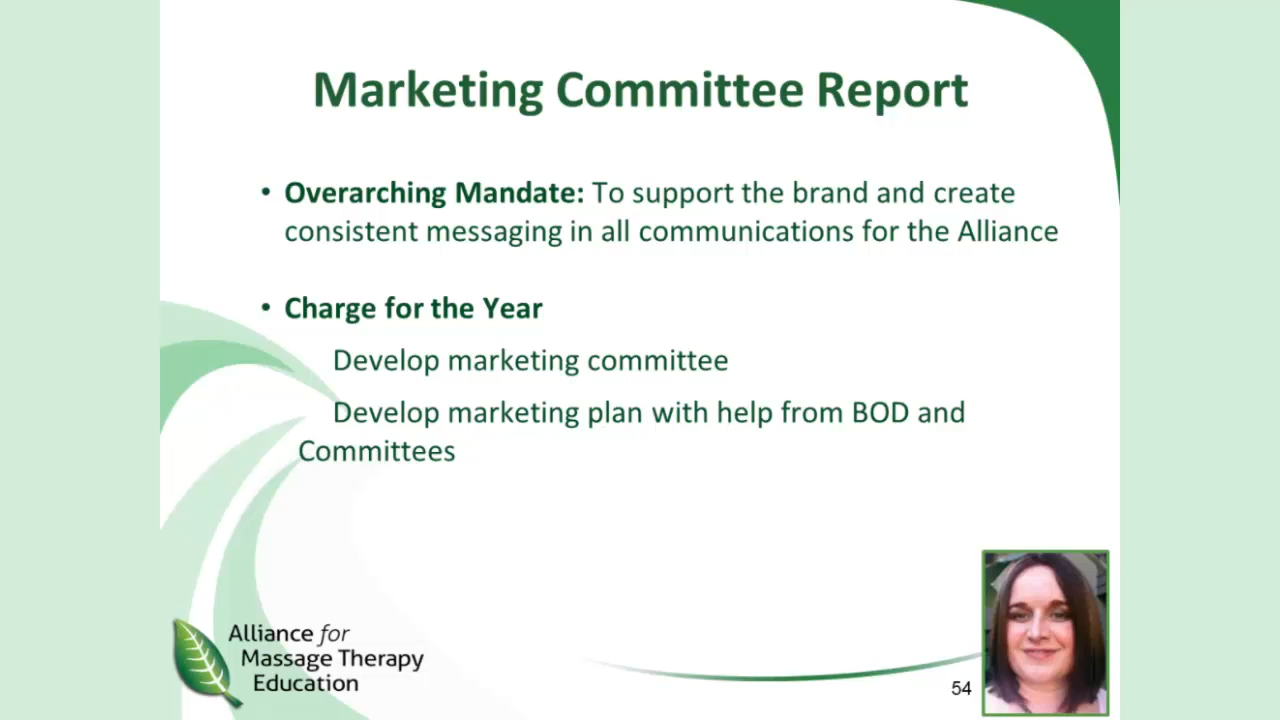 Marketing Committee Report
• Overarching Mandate: To support the brand and create
consistent messaging in all communications for the Alliance
• Charge for the Year
Develop marketing committee
Develop marketing plan with help from BOD and
Committees
Alliance for
Massage Therapy
Education
54